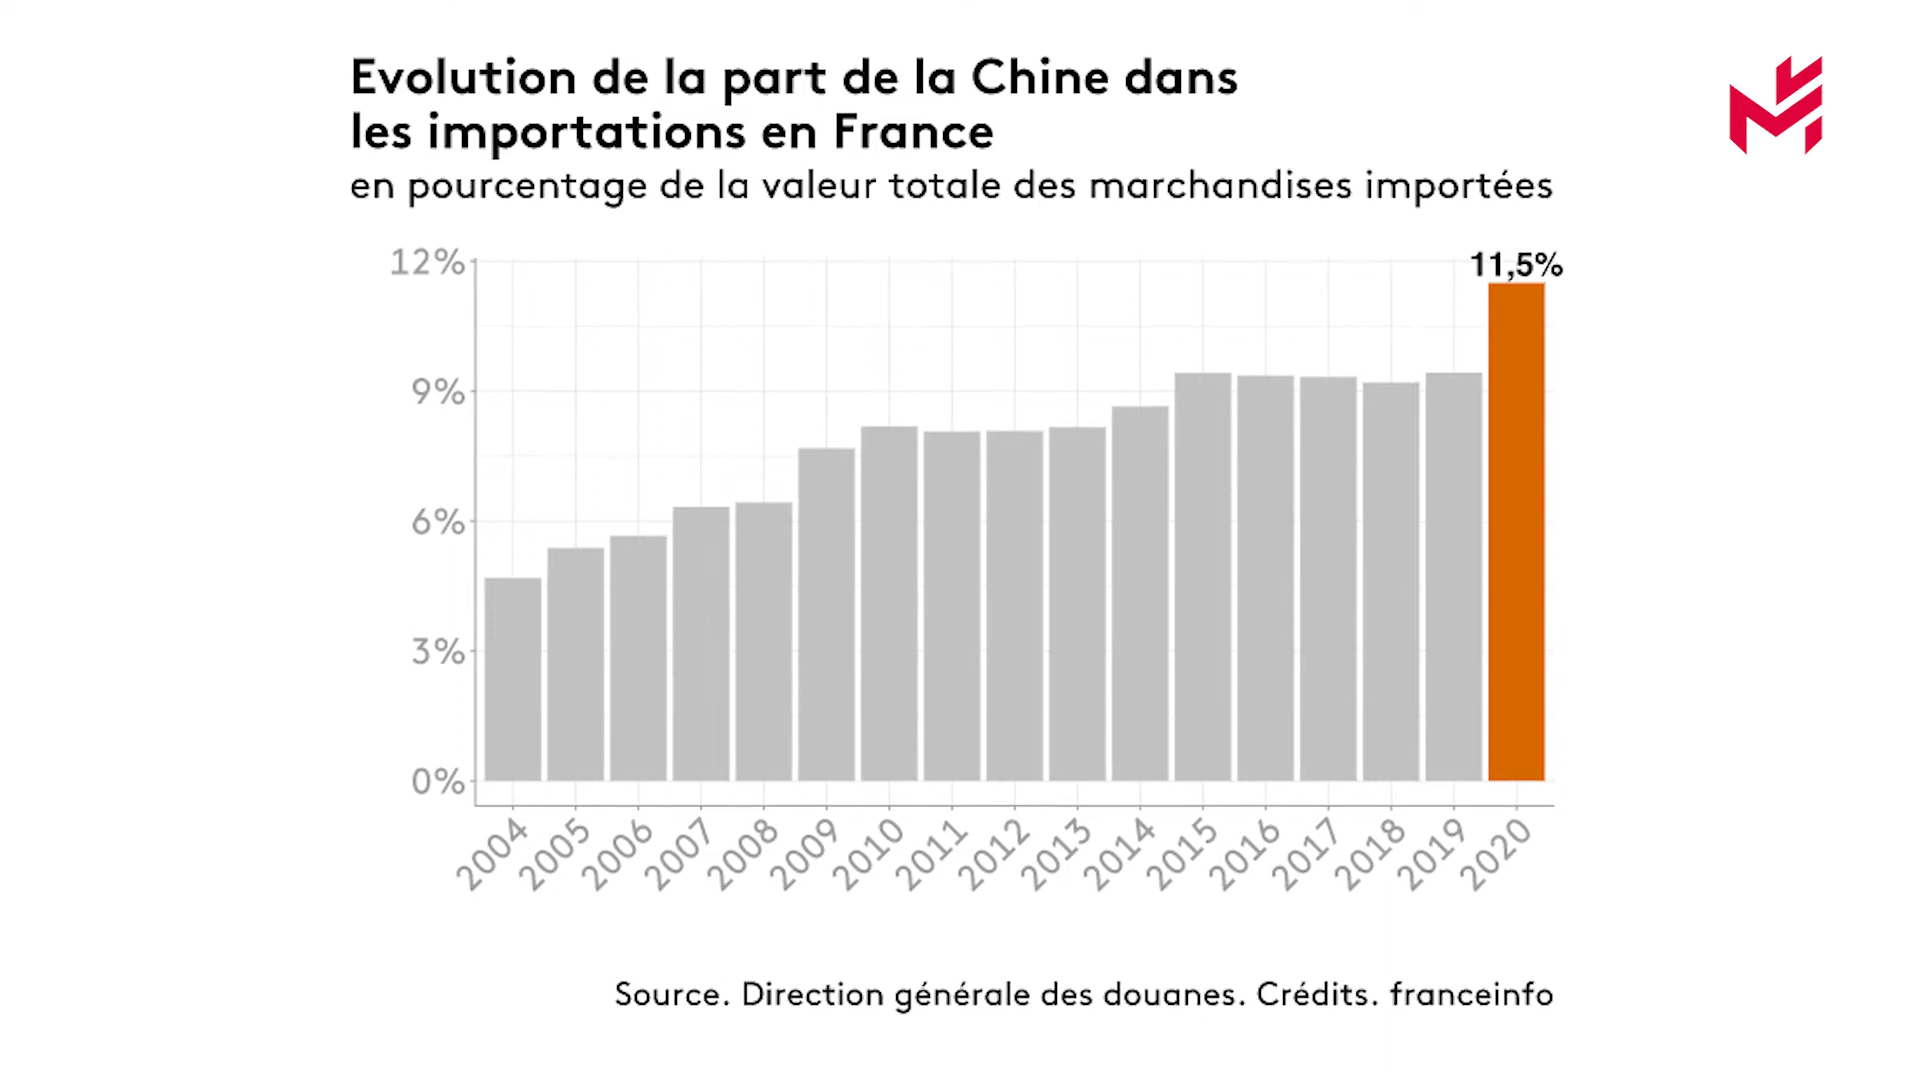 Evolution de la part de la Chine dans
les importations en France
en pourcentage de la valeur totale des marchandises importées
12%
11,5%
9%
6%
3%
0%
2004 2005 2006 2007 2008 2009 2010 2011 2012 2013 2014 2015 2016 2017 2018 2019 2020
Source. Direction générale des douanes. Crédits. franceinfo